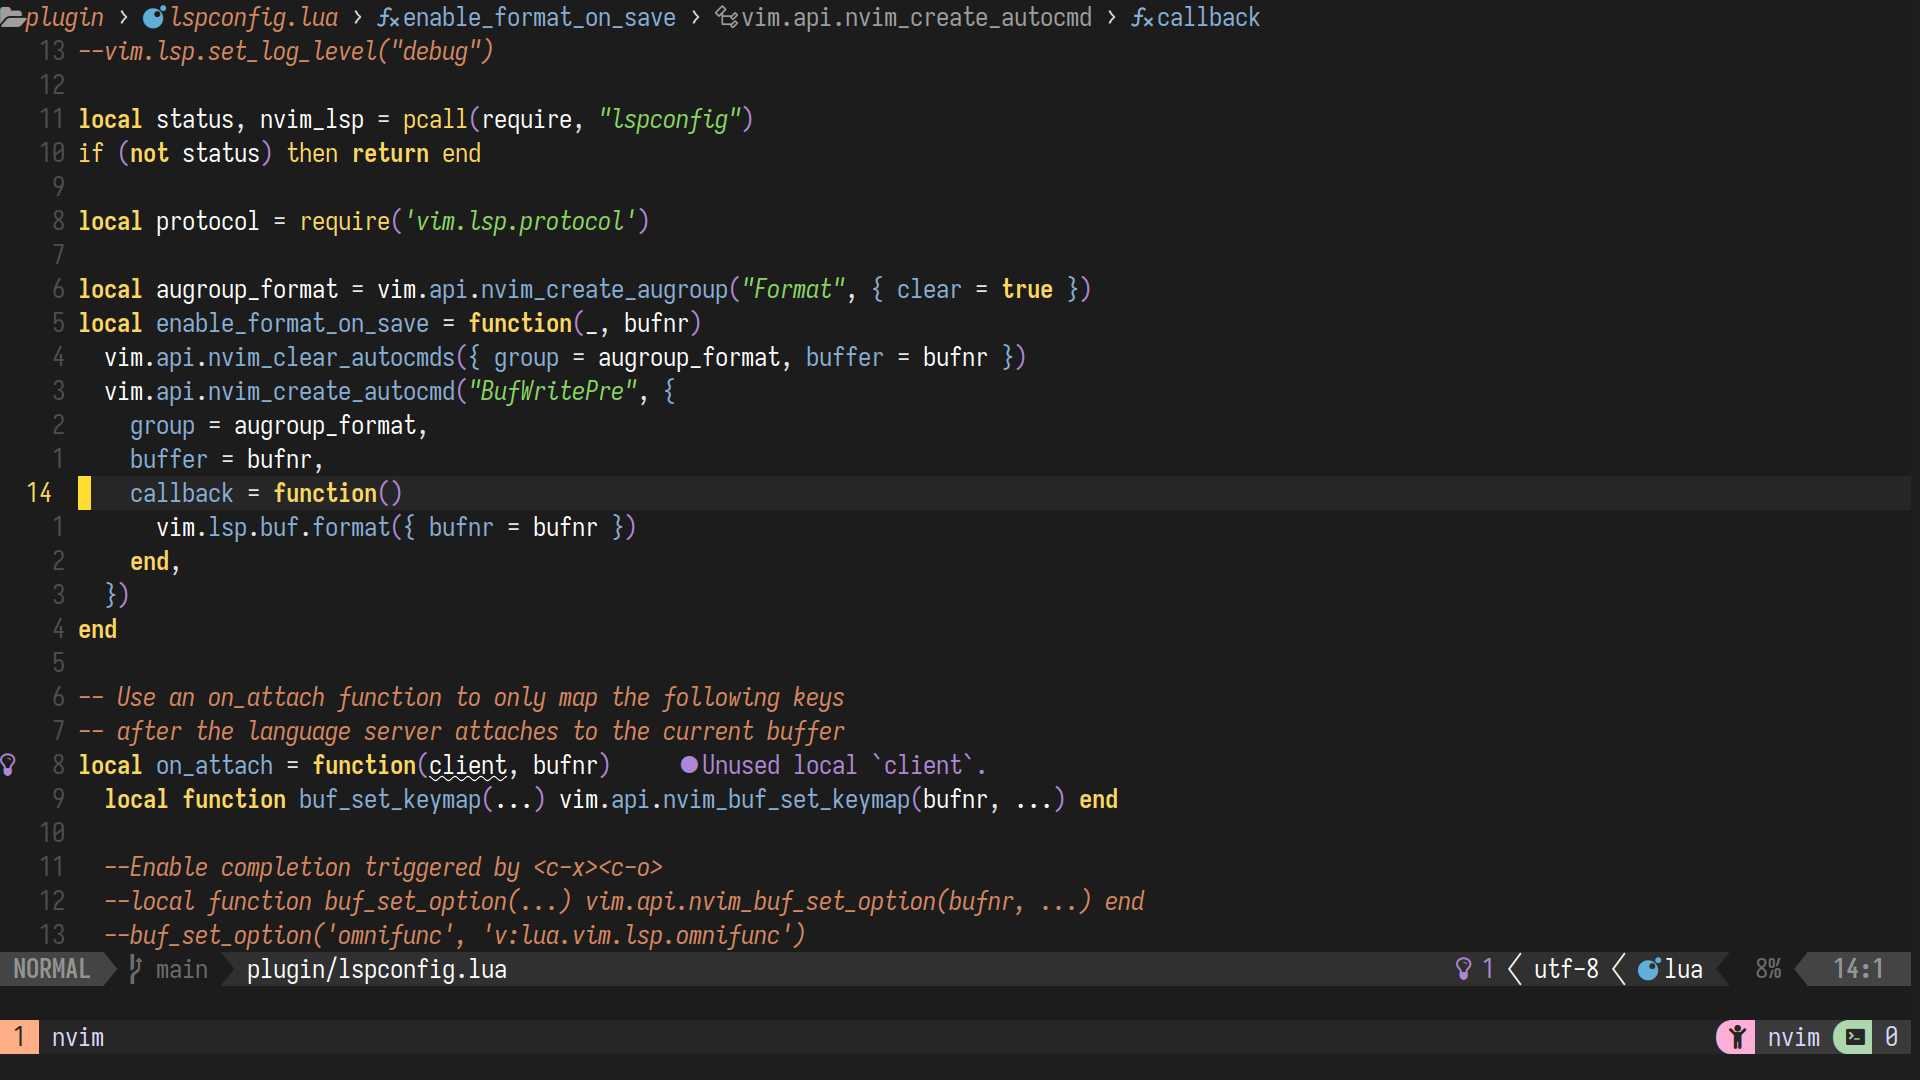 plugin > lspconfig.lua > enable_format_on_save > vim.api.nvim_create_autocmd > callback
13 --vim.lsp.set_log_level("debug")
12
11 local status, nvim_lsp = pcall(require, "lspconfig")
10 if (not status) then return end
9
8 local protocol = require('vim.lsp.protocol')
7
6 local augroup_format = vim.api.nvim_create_augroup("Format", { clear = true })
5 local enable_format_on_save = function(_, bufnr)
4   vim.api.nvim_clear_autocmds({ group = augroup_format, buffer = bufnr })
3   vim.api.nvim_create_autocmd("BufWritePre", {
2     group = augroup_format,
1     buffer = bufnr,
14     callback = function()
1       vim.lsp.buf.format({ bufnr = bufnr })
2     end,
3   })
4 end
5
6 -- Use an on_attach function to only map the following keys
7 -- after the language server attaches to the current buffer
8 local on_attach = function(client, bufnr) Unused local `client`.
9   local function buf_set_keymap(...) vim.api.nvim_buf_set_keymap(bufnr, ...) end
10
11   --Enable completion triggered by <c-x><c-o>
12   --local function buf_set_option(...) vim.api.nvim_buf_set_option(bufnr, ...) end
13   --buf_set_option('omnifunc', 'v:lua.vim.lsp.omnifunc')
NORMAL main plugin/lspconfig.lua 1 utf-8 lua 8% 14:1
1 nvim nvim 0